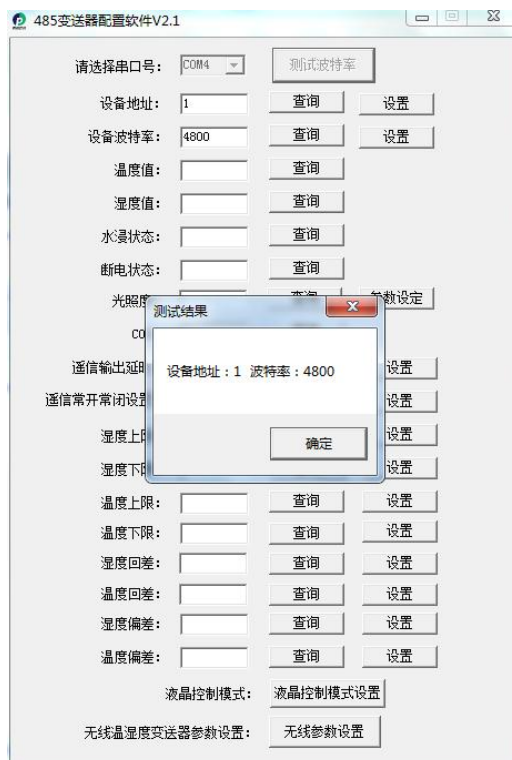 485变送器配置软件V2.1
请选择串口号： COM4 测试波特率
设备地址： 1 查询 设置
设备波特率： 4800 查询 设置
温度值： 查询
湿度值： 查询
水浸状态： 查询
断电状态： 查询
光照度 查询 参数设定
测试结果
CO
设备地址：1 波特率：4800
遥信输出延时 设置
遥信常开常闭设置 设置
确定
湿度上限 设置
湿度下限 设置
温度上限： 查询 设置
温度下限： 查询 设置
湿度回差： 查询 设置
温度回差： 查询 设置
湿度偏差： 查询 设置
温度偏差： 查询 设置
液晶控制模式： 液晶控制模式设置
无线温湿度变送器参数设置： 无线参数设置